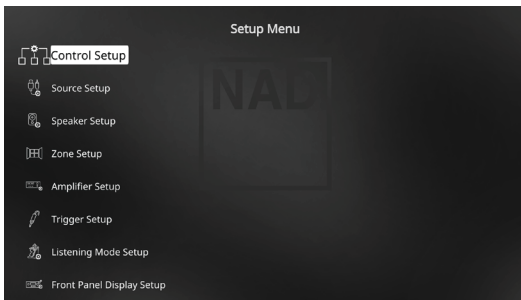 Setup Menu
Control Setup
NAD
Source Setup
Speaker Setup
Zone Setup
Amplifier Setup
Trigger Setup
Listening Mode Setup
Front Panel Display Setup